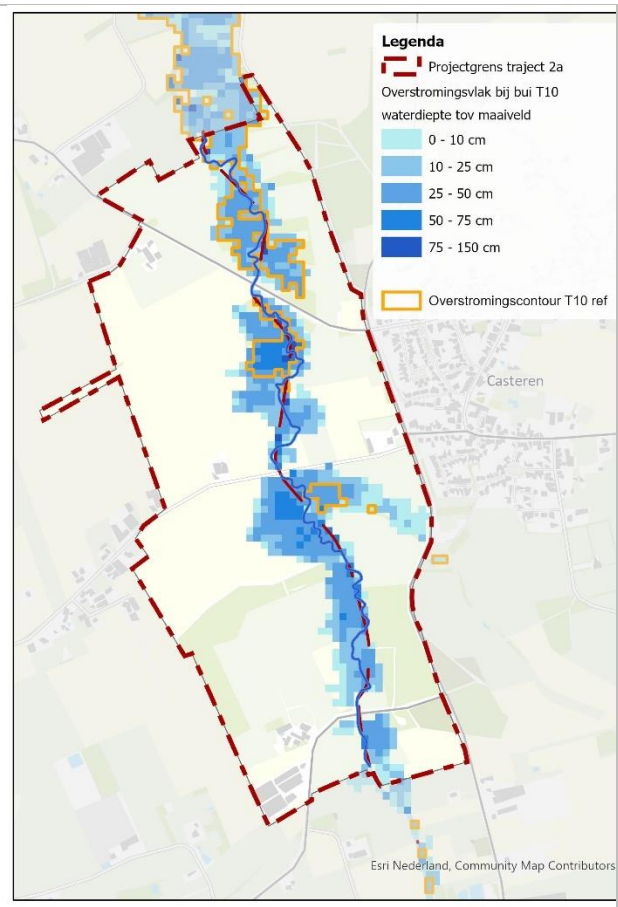 Legenda
Projectgrens traject 2a
Overstromingsvlak bij bui T10
waterdiepte tov maaiveld
0 - 10 cm
10 - 25 cm
25 - 50 cm
50 - 75 cm
75 - 150 cm
Overstromingscontour T10 ref
Casteren
Esri Nederland, Community Map Contributors